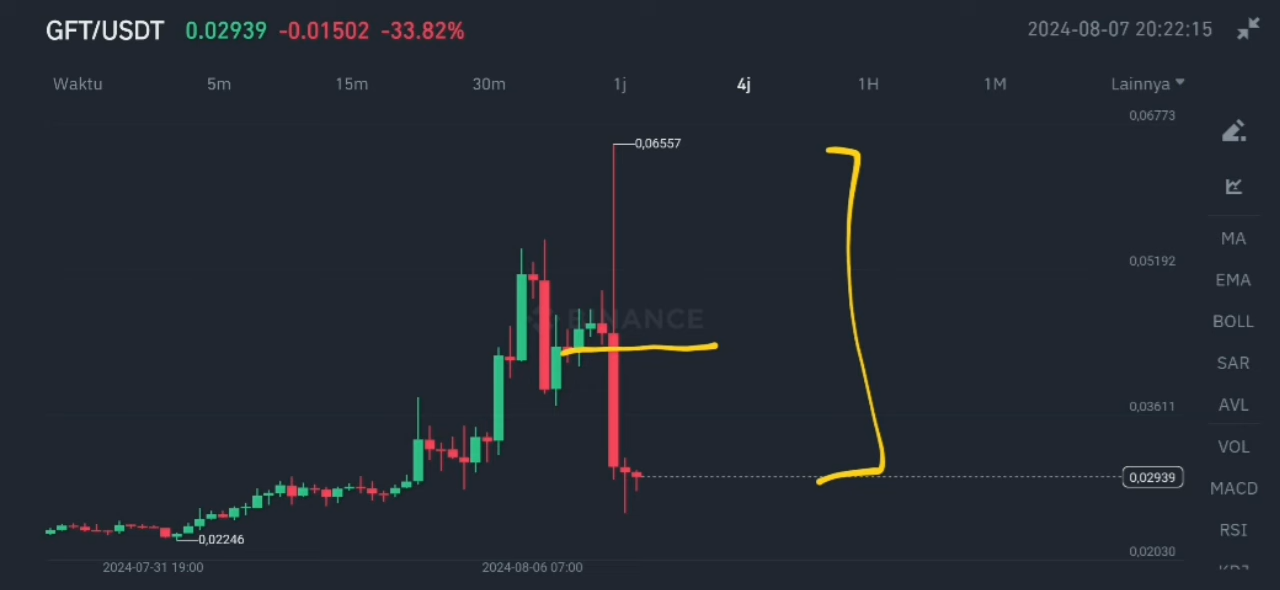 GFT/USDT 0.02939 -0.01502 -33.82% 2024-08-07 20:22:15
Waktu 5m 15m 30m 1j 4j 1H 1M Lainnya
0,06773
0,06557
0,05192
BINANCE
0,03611
0,02939
0,02246
0,02030
2024-07-31 19:00 2024-08-06 07:00
MA
EMA
BOLL
SAR
AVL
VOL
MACD
RSI